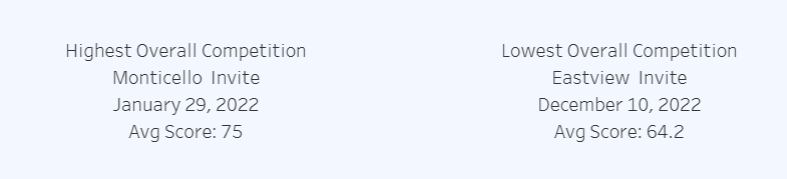 Highest Overall Competition
Monticello  Invite
January 29, 2022
Avg Score: 75
Lowest Overall Competition
Eastview  Invite
December 10, 2022
Avg Score: 64.2